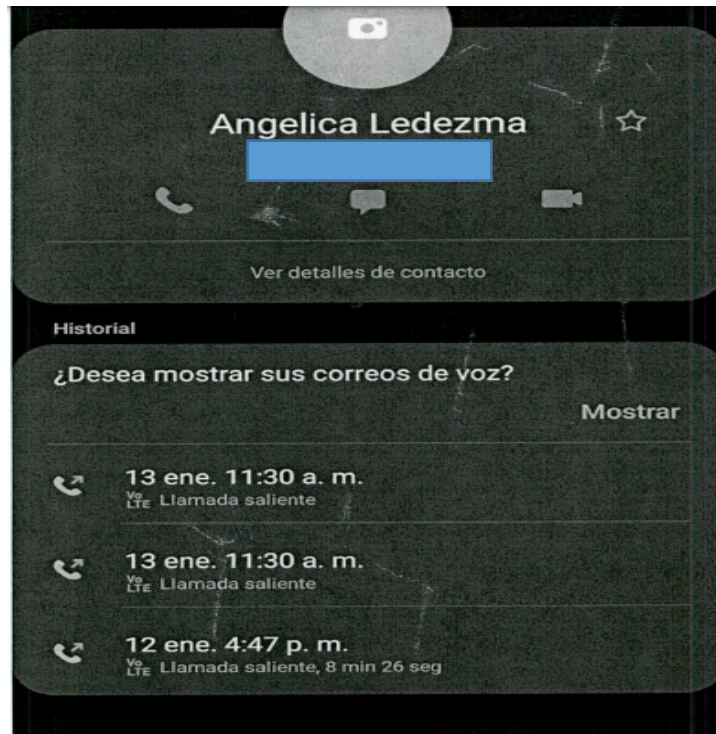 Angelica Ledezma
Ver detalles de contacto
Historial
¿Desea mostrar sus correos de voz?
Mostrar
13 ene. 11:30 a. m.
Vo LTE Llamada saliente
13 ene. 11:30 a. m.
Vo LTE Llamada saliente
12 ene. 4:47 p. m.
Vo LTE Llamada saliente, 8 min 26 seg